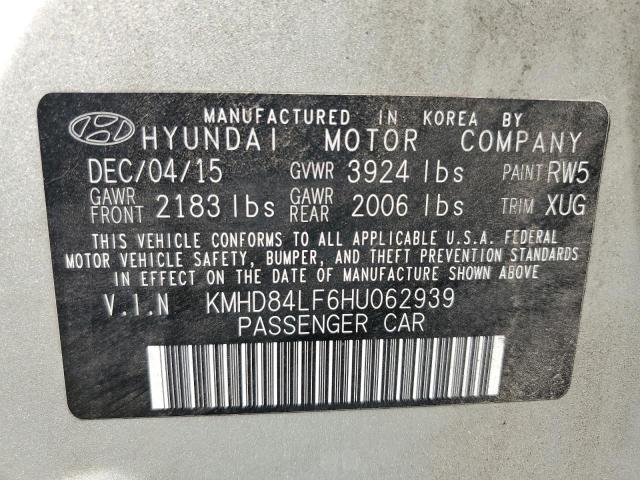 MANUFACTURED IN KOREA BY
HYUNDAI MOTOR COMPANY
DEC/04/15 GVWR 3924 lbs PAINT RW5
GAWR FRONT 2183 lbs GAWR REAR 2006 lbs TRIM XUG
THIS VEHICLE CONFORMS TO ALL APPLICABLE U.S.A. FEDERAL
MOTOR VEHICLE SAFETY, BUMPER, AND THEFT PREVENTION STANDARDS
IN EFFECT ON THE DATE OF MANUFACTURE SHOWN ABOVE
V.I.N KMHD84LF6HU062939
PASSENGER CAR